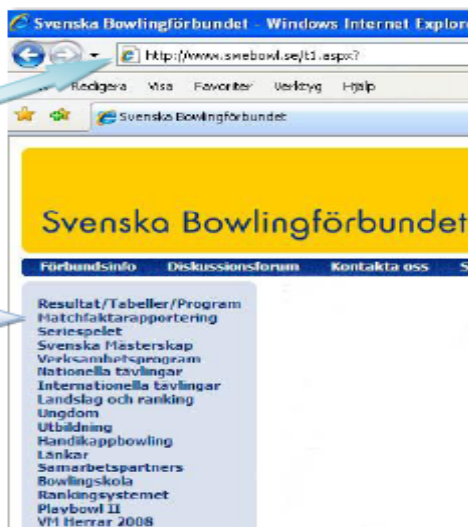 Svenska Bowlingförbundet - Windows Internet Explor
http://www.swebowl.se/t1.aspx?
Redigera Visa Favoriter Verktyg Hjälp
Svenska Bowlingförbundet
Svenska Bowlingförbundet
Förbundsinfo Diskussionsforum Kontakta oss S
Resultat/Tabeller/Program
Matchfaktarapportering
Seriespelet
Svenska Mästerskap
Verksamhetsprogram
Nationella tävlingar
Internationella tävlingar
Landslag och ranking
Ungdom
Utbildning
Handikappbowling
Länkar
Samarbetspartners
Bowlingskola
Rankingsystemet
Playbowl II
VM Herrar 2008